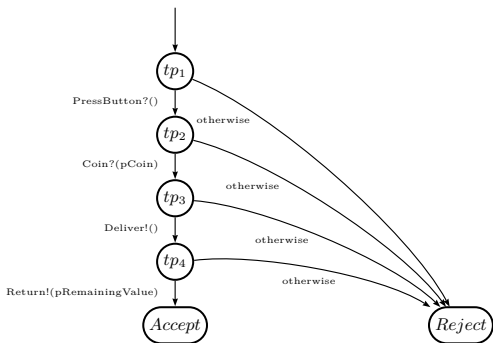 tp1
PressButton?()
otherwise
tp2
Coin?(pCoin)
otherwise
tp3
Deliver!()
otherwise
tp4
otherwise
Return!(pRemainingValue)
Accept
Reject